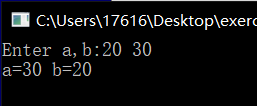 C:\Users\17616\Desktop\exerc
Enter a,b:20 30
a=30 b=20